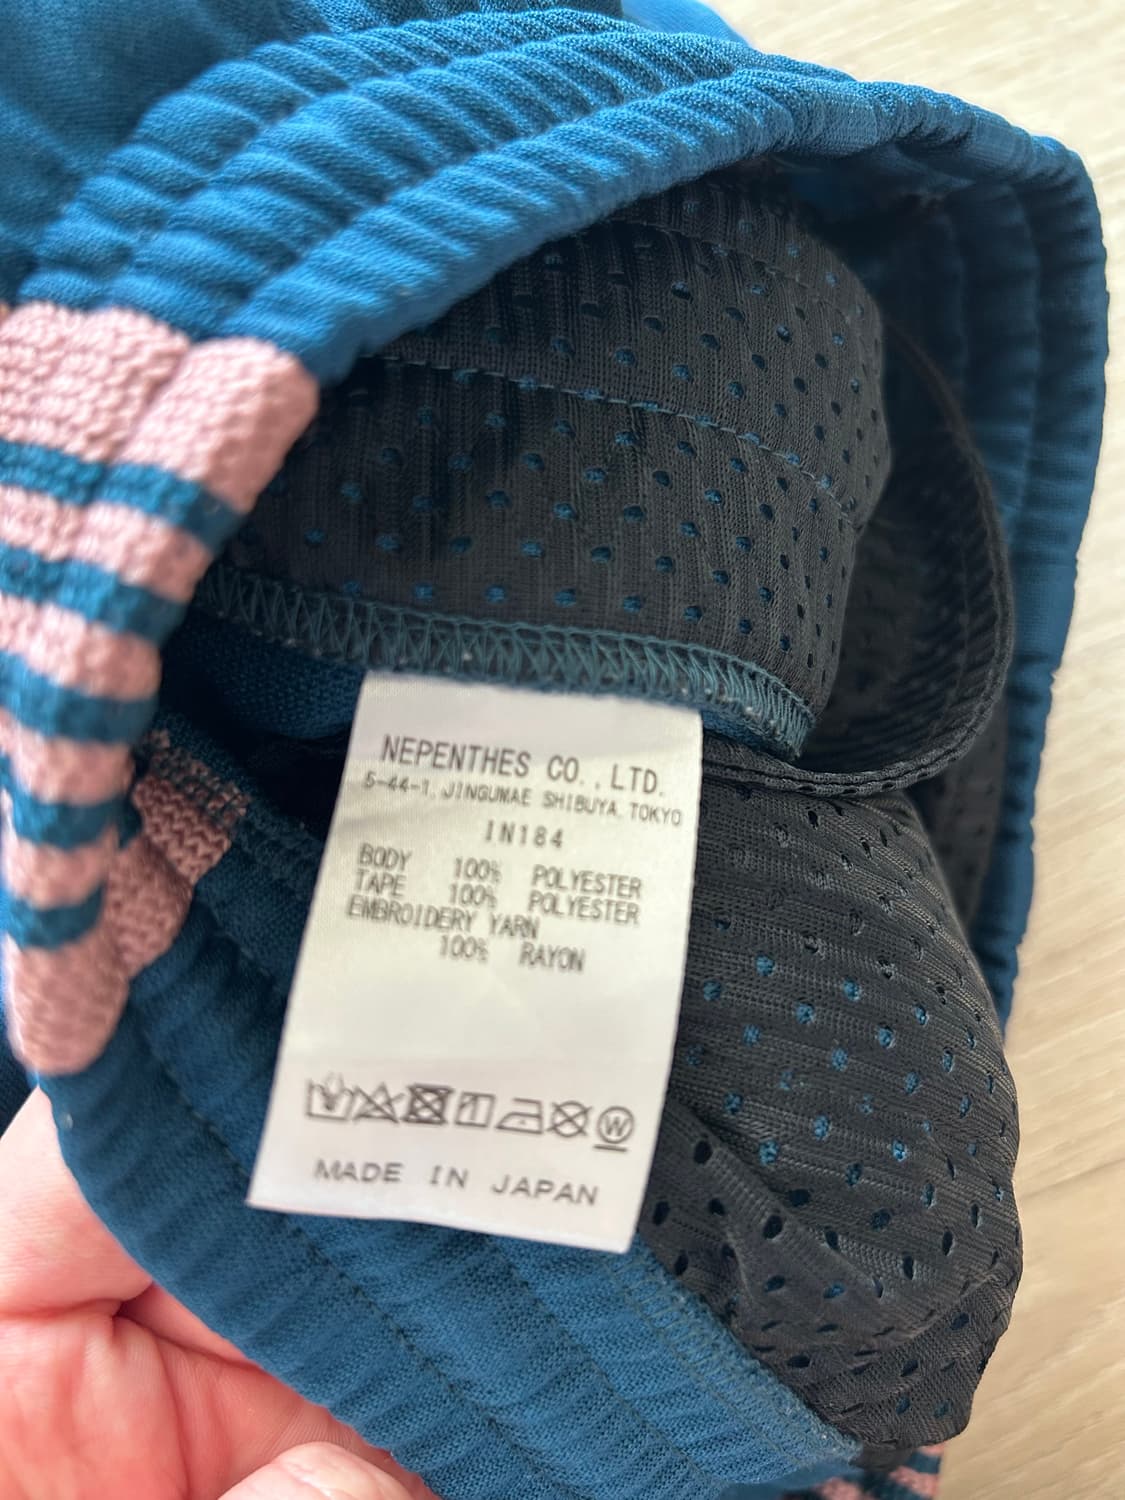 NEPENTHES CO.,LTD.
5-44-1, JINGUMAE SHIBUYA, TOKYO
IN184
BODY 100% POLYESTER
TAPE 100% POLYESTER
EMBROIDERY YARN
100% RAYON
W
MADE IN JAPAN